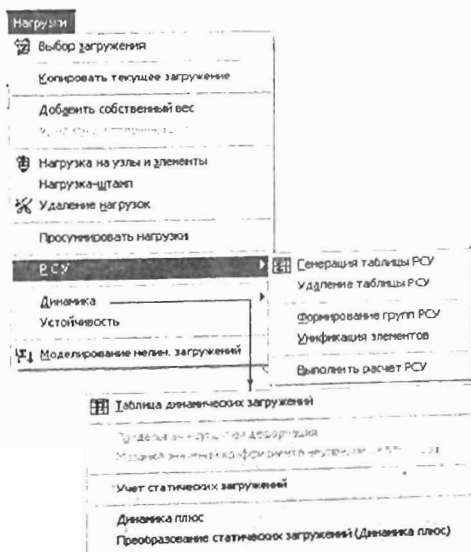 Нагрузки
Выбор загружения
Копировать текущее загружение
Добавить собственный вес
Нагрузка на узлы и элементы
Нагрузка-штамп
Удаление нагрузок
Просуммировать нагрузки
РСУ
Генерация таблицы РСУ
Удаление таблицы РСУ
Формирование групп РСУ
Унификация элементов
Выполнить расчет РСУ
Динамика
Устойчивость
Моделирование нелин. загружений
Таблица динамических загружений
Учет статических загружений
Динамика плюс
Преобразование статических загружений (Динамика плюс)